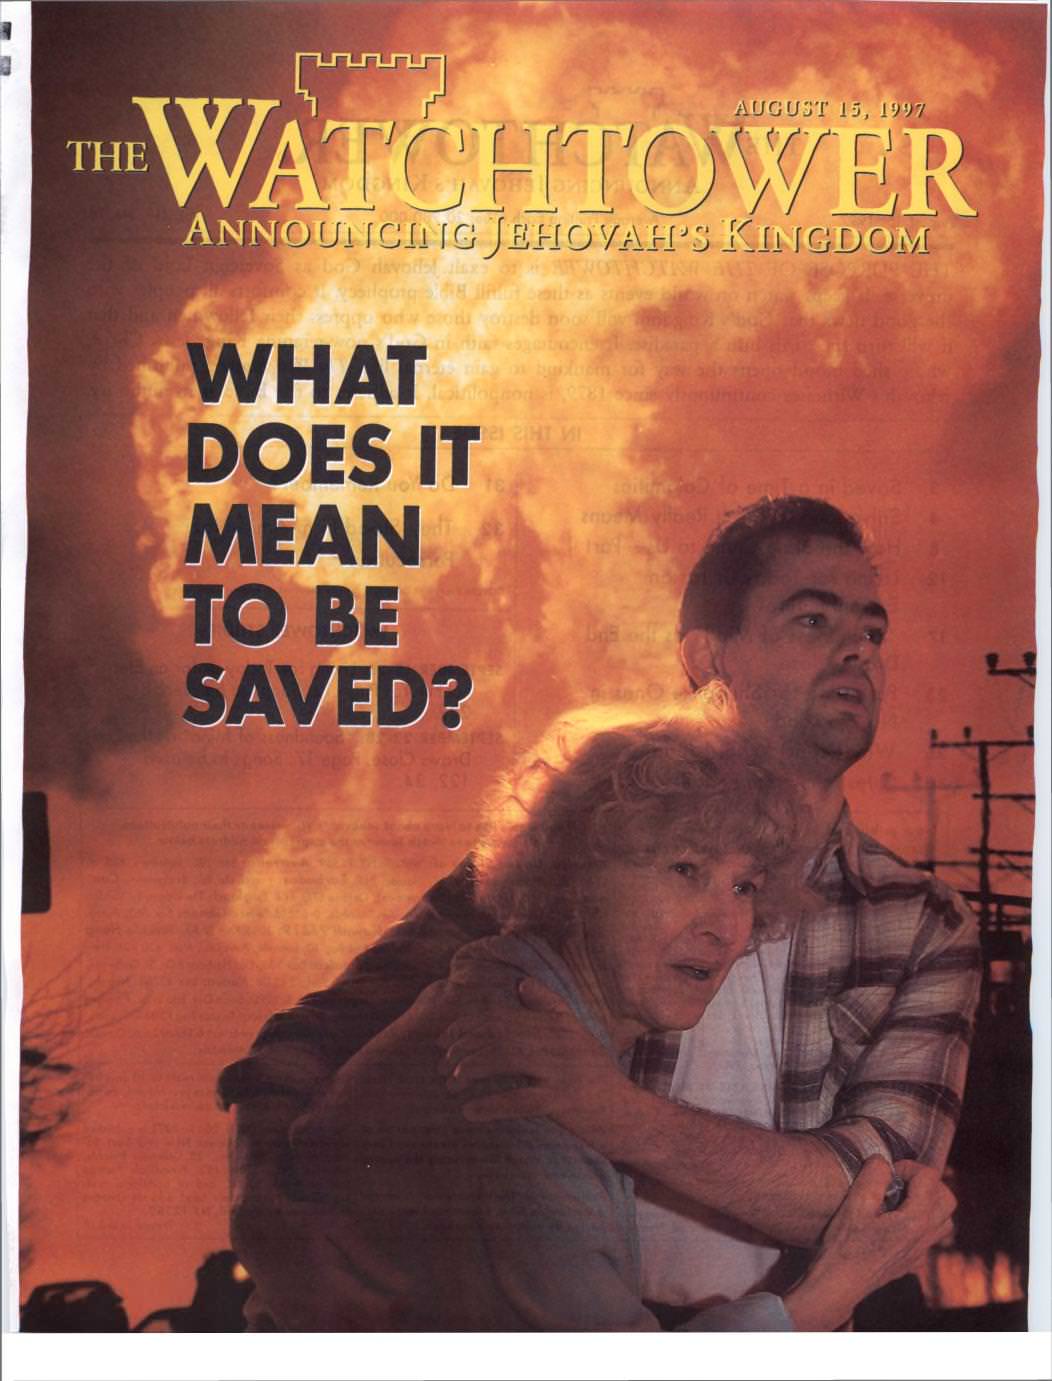 AUGUST 15, 1997
THE WATCHTOWER
ANNOUNCING JEHOVAH'S KINGDOM
WHAT
DOES IT
MEAN
TO BE
SAVED?